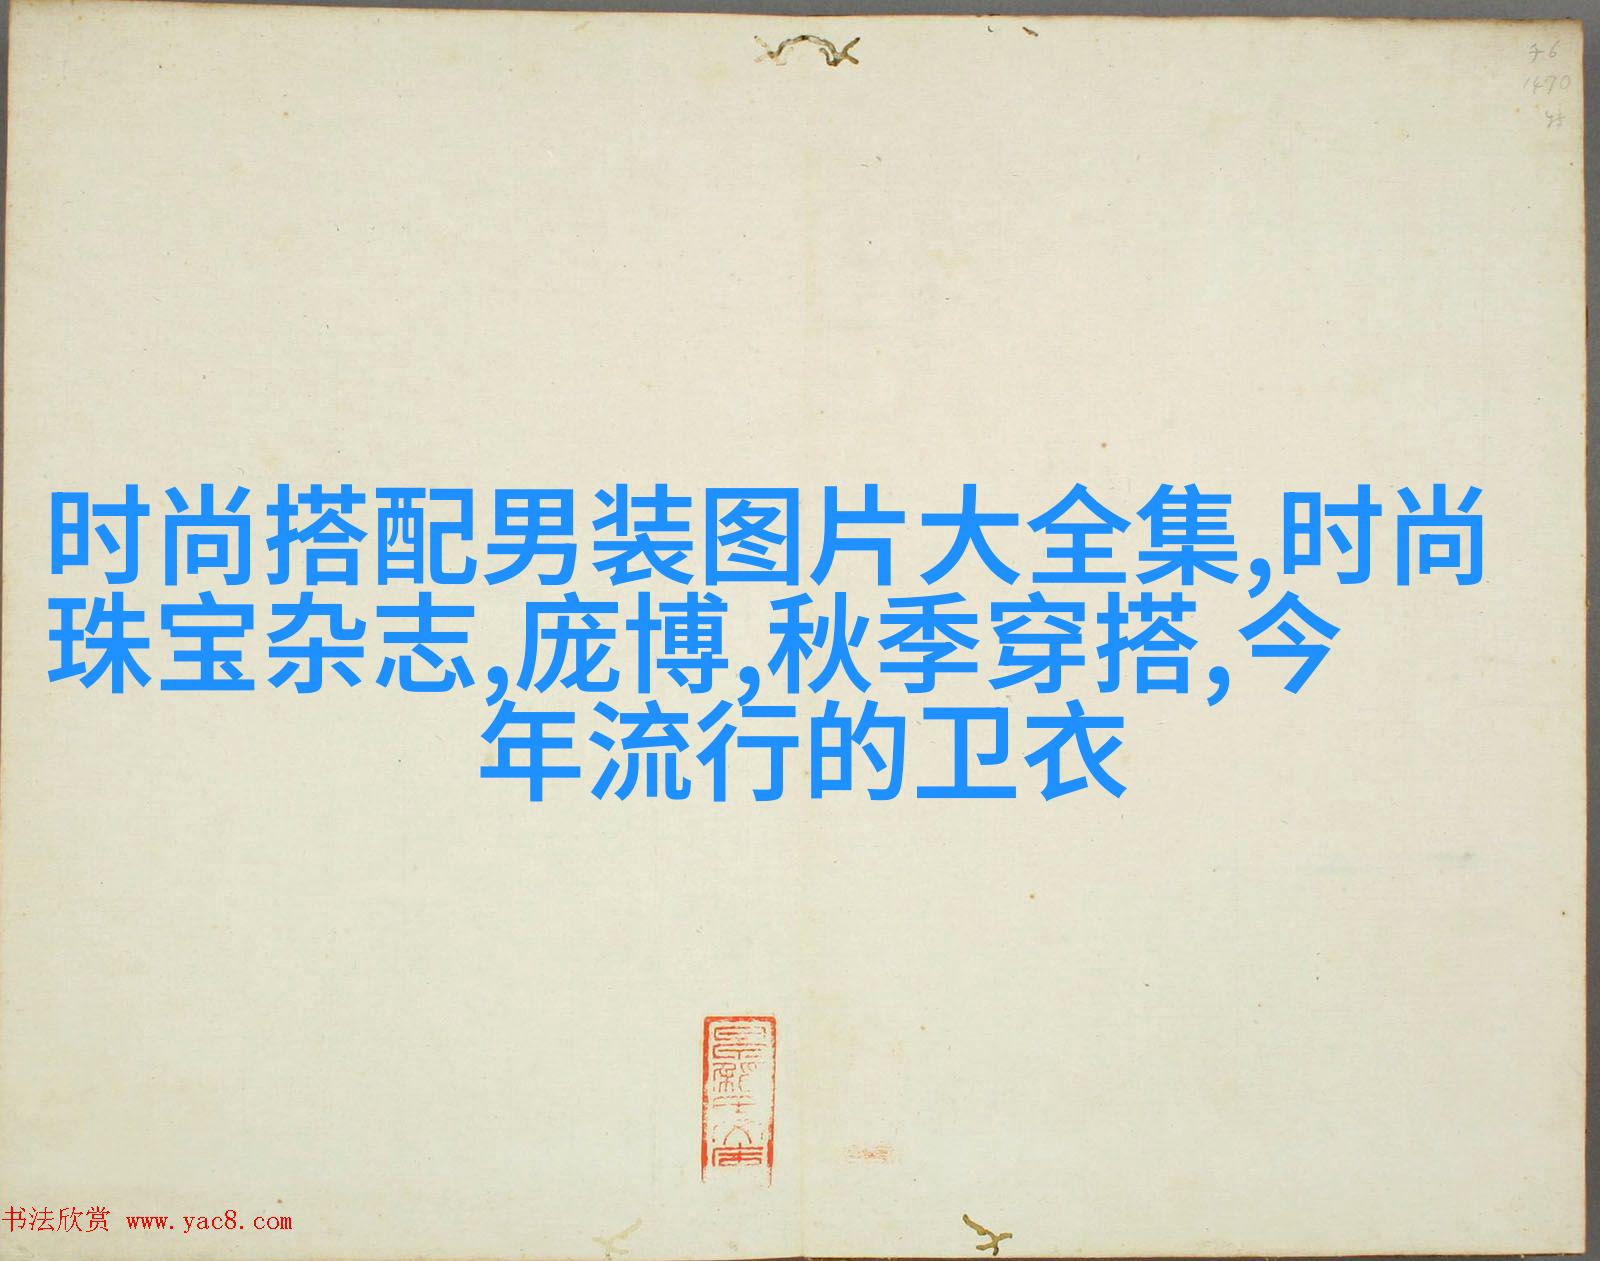 时尚搭配男装图片大全集,时尚
珠宝杂志,庞博,秋季穿搭,今
年流行的卫衣
书法欣赏 www.yac8.com